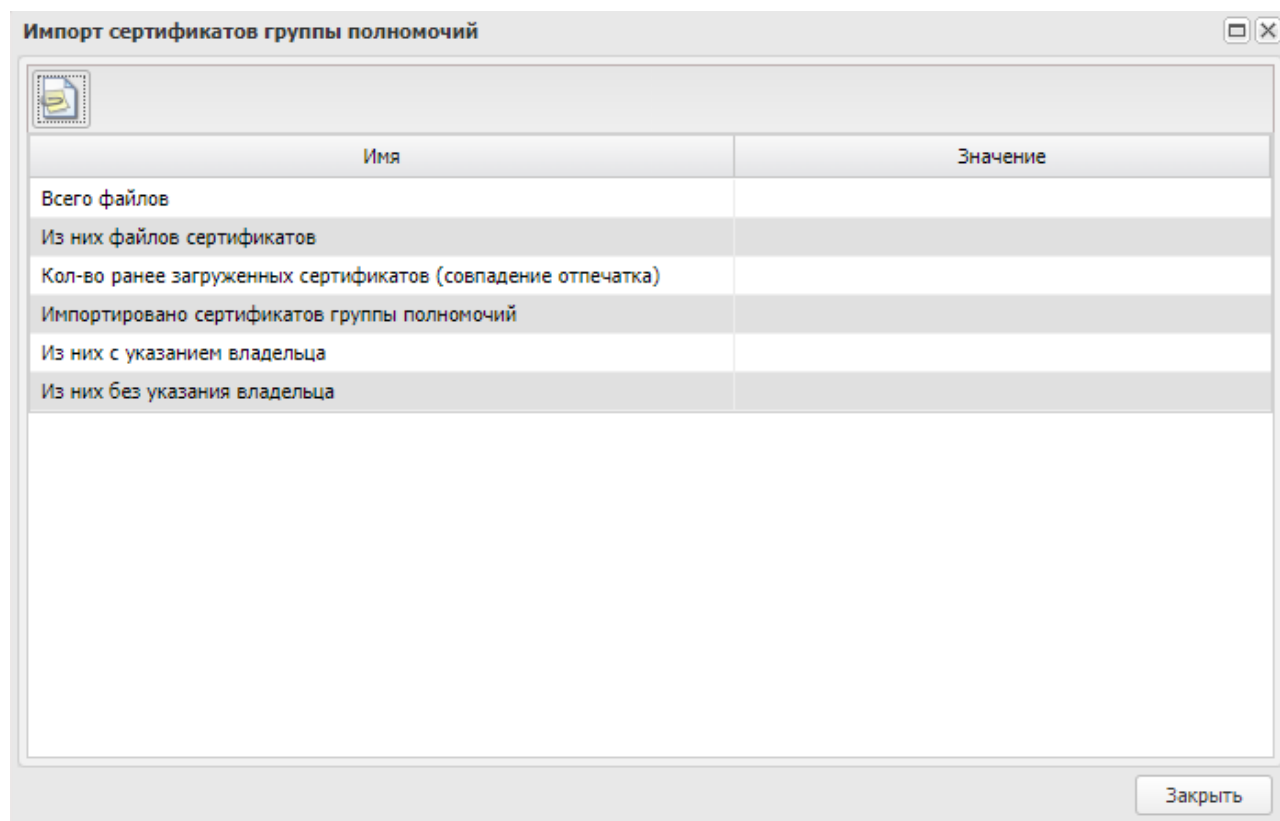 Импорт сертификатов группы полномочий
Имя Значение
Всего файлов
Из них файлов сертификатов
Кол-во ранее загруженных сертификатов (совпадение отпечатка)
Импортировано сертификатов группы полномочий
Из них с указанием владельца
Из них без указания владельца
Закрыть